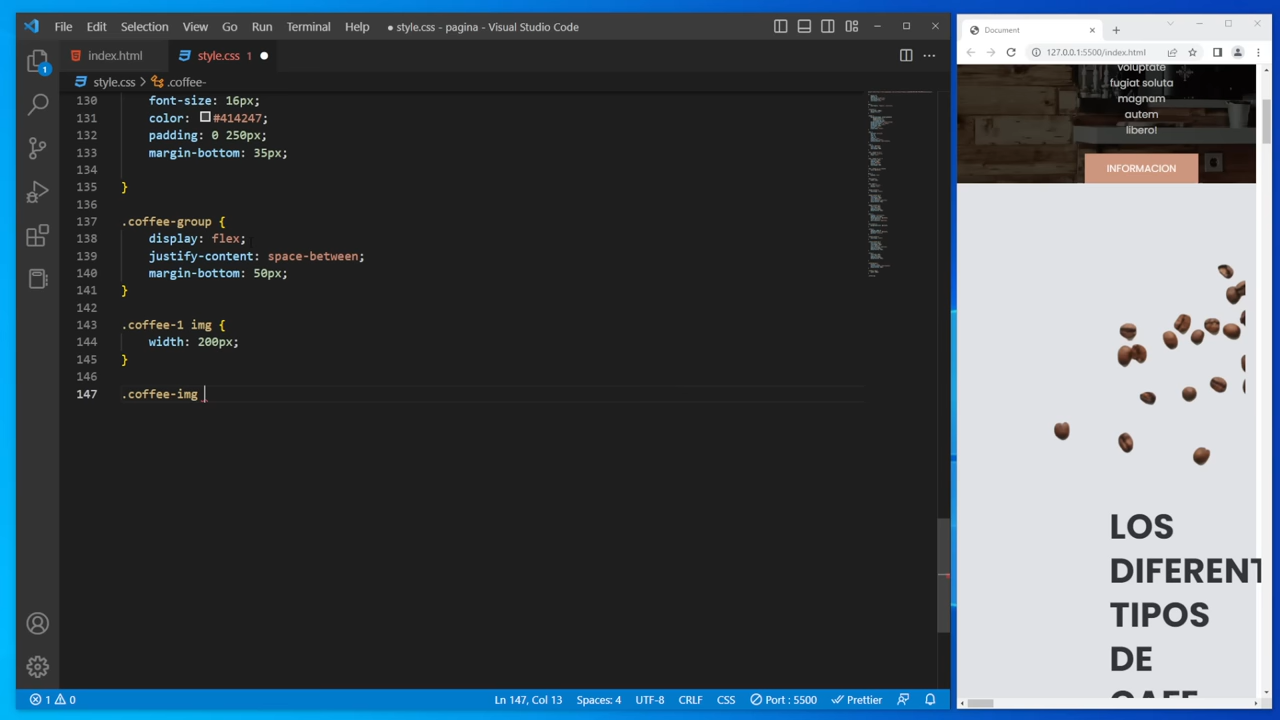 File Edit Selection View Go Run Terminal Help ● style.css - pagina - Visual Studio Code
index.html style.css 1
style.css > .coffee-
130 font-size: 16px;
131 color: #414247;
132 padding: 0 250px;
133 margin-bottom: 35px;
134
135 }
136
137 .coffee-group {
138 display: flex;
139 justify-content: space-between;
140 margin-bottom: 50px;
141 }
142
143 .coffee-1 img {
144 width: 200px;
145 }
146
147 .coffee-img
1
1 0 Ln 147, Col 13 Spaces: 4 UTF-8 CRLF CSS Port : 5500 Prettier
Document
127.0.0.1:5500/index.html
voluptate
fugiat soluta
magnam
autem
libero!
INFORMACION
LOS
DIFERENT
TIPOS
DE
CAFE